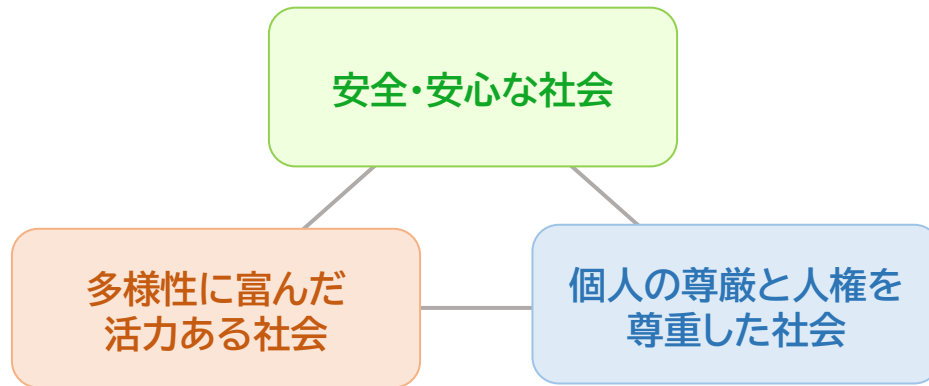 安全・安心な社会
多様性に富んだ
活力ある社会
個人の尊厳と人権を
尊重した社会